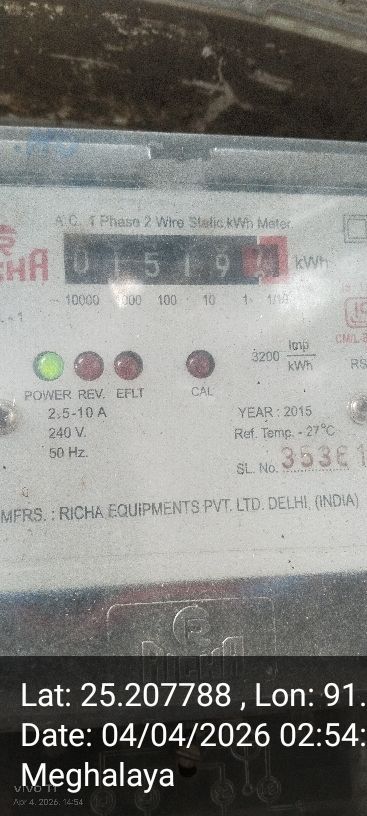 A.C. 1 Phase 2 Wire Static kWh Meter
0 1 5 1 9 kWh
10000 1000 100 10 1 1/10
3200 Imp/kWh
POWER REV. EFLT CAL
2.5-10 A
240 V.
50 Hz.
YEAR : 2015
Ref. Temp. - 27°C
SL. No.
MFRS. : RICHA EQUIPMENTS PVT. LTD. DELHI. (INDIA)
RICHA
Lat: 25.207788 , Lon: 91.
Date: 04/04/2026 02:54:
Meghalaya
Apr 4, 2026, 14:54